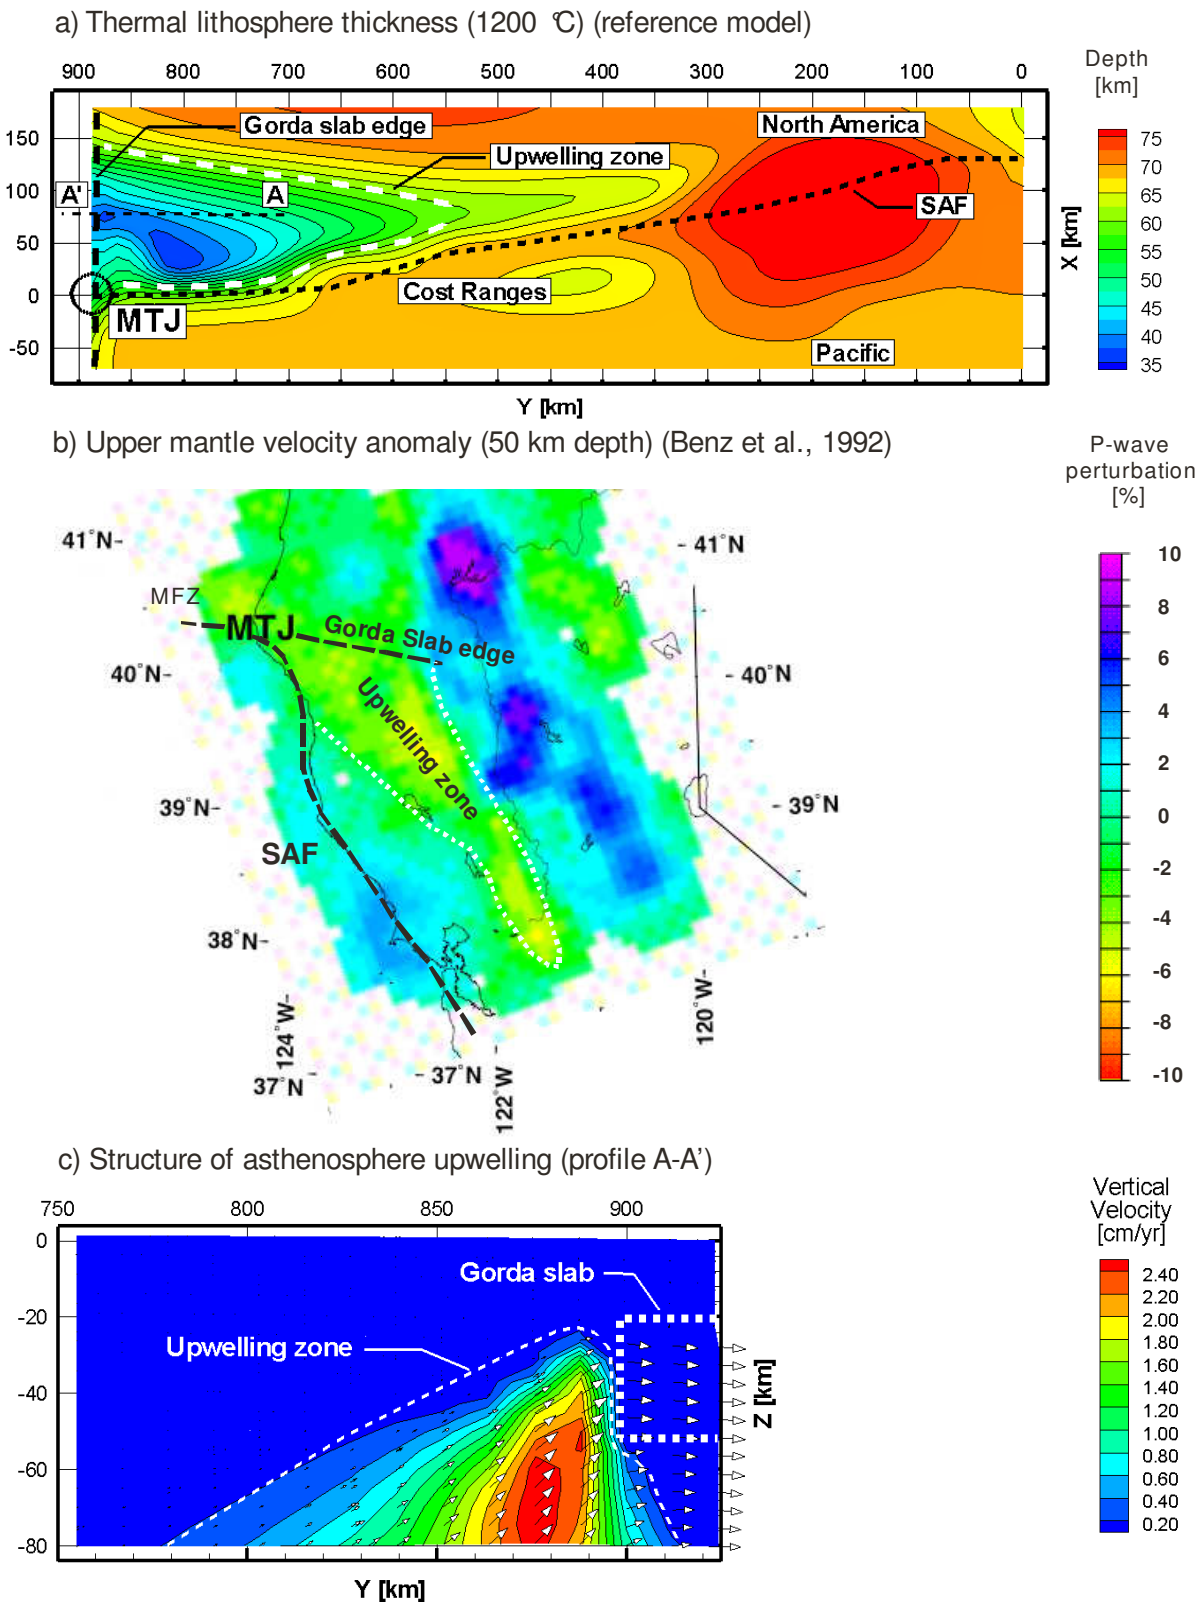 a) Thermal lithosphere thickness (1200 °C) (reference model)
900 800 700 600 500 400 300 200 100 0
Depth
[km]
Gorda slab edge
North America
Upwelling zone
A' A
SAF
Cost Ranges
MTJ
Pacific
150
100
50
0
-50
X [km]
Y [km]
75
70
65
60
55
50
45
40
35
b) Upper mantle velocity anomaly (50 km depth) (Benz et al., 1992)
P-wave
perturbation
[%]
41°N
41°N
MFZ
MTJ
Gorda Slab edge
40°N
40°N
Upwelling zone
39°N
39°N
SAF
38°N
124°W
120°W
37°N
37°N
122°W
10
8
6
4
2
0
-2
-4
-6
-8
-10
c) Structure of asthenosphere upwelling (profile A-A’)
750 800 850 900
Vertical
Velocity
[cm/yr]
Gorda slab
Upwelling zone
0
-20
-40
-60
-80
Z [km]
Y [km]
2.40
2.20
2.00
1.80
1.60
1.40
1.20
1.00
0.80
0.60
0.40
0.20